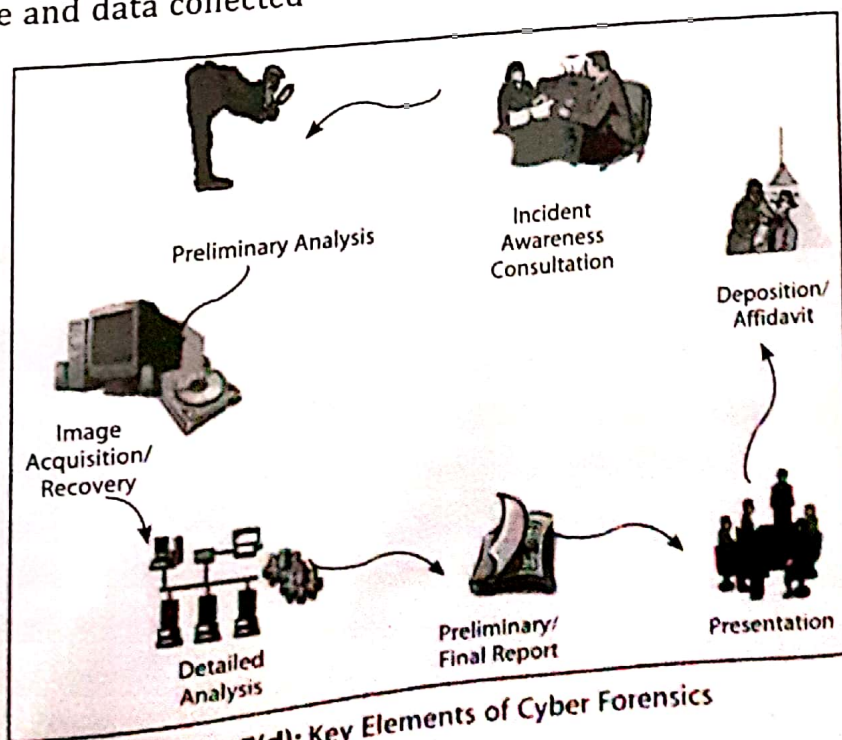 and data collected
Incident
Awareness
Consultation
Preliminary Analysis
Image
Acquisition/
Recovery
Detailed
Analysis
Preliminary/
Final Report
Presentation
Deposition/
Affidavit
Key Elements of Cyber Forensics